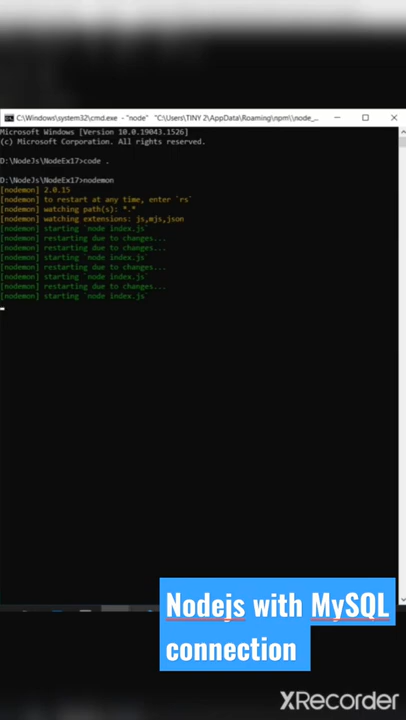 C:\Windows\system32\cmd.exe - "node" "C:\Users\TINY 2\AppData\Roaming\npm\\node_...
Microsoft Windows [Version 10.0.19043.1526]
(c) Microsoft Corporation. All rights reserved.
D:\NodeJs\NodeEx17>code .
D:\NodeJs\NodeEx17>nodemon
[nodemon] 2.0.15
[nodemon] to restart at any time, enter `rs`
[nodemon] watching path(s): *.*
[nodemon] watching extensions: js,mjs,json
[nodemon] starting `node index.js`
[nodemon] restarting due to changes...
[nodemon] restarting due to changes...
[nodemon] starting `node index.js`
[nodemon] restarting due to changes...
[nodemon] starting `node index.js`
[nodemon] restarting due to changes...
[nodemon] starting `node index.js`
Nodejs with MySQL
connection
XRecorder